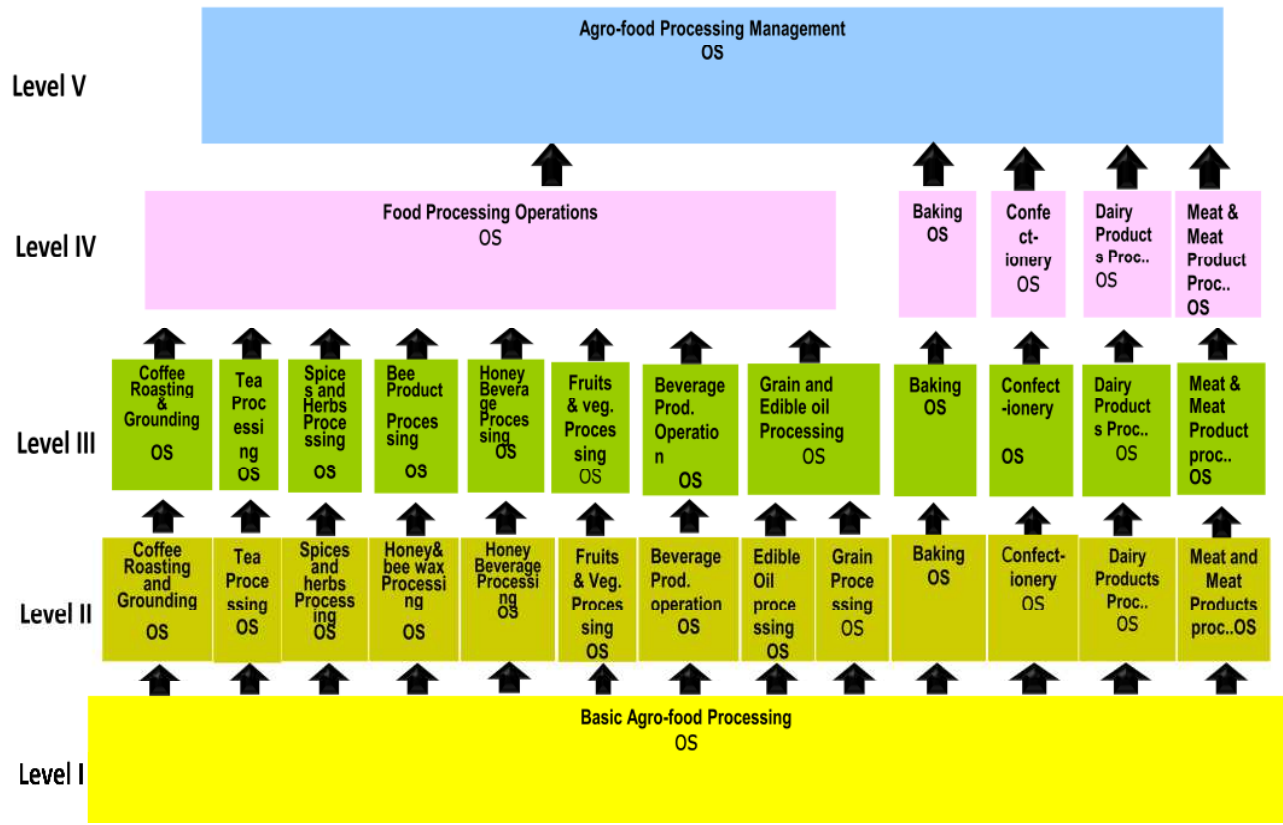 Agro-food Processing Management
OS
Level V
Food Processing Operations
OS
Baking
OS
Confe
ct-
ionery
OS
Dairy
Product
s Proc..
OS
Meat &
Meat
Product
Proc..
OS
Level IV
Coffee
Roasting
&
Grounding
OS
Tea
Proc
essi
ng
OS
Spice
s and
Herbs
Proce
ssing
OS
Bee
Product
Processi
ng
OS
Honey
Bevera
ge
Proces
sing
OS
Fruits
& veg.
Proces
sing
OS
Beverage
Prod.
Operatio
n
OS
Grain and
Edible oil
Processing
OS
Baking
OS
Confect
-ionery
OS
Dairy
Product
s Proc..
OS
Meat &
Meat
Product
proc..
OS
Level III
Coffee
Roasting
and
Grounding
OS
Tea
Proce
ssing
OS
Spices
and
herbs
Process
ing
OS
Honey&
bee wax
Processi
ng
OS
Honey
Beverage
Processi
ng
OS
Fruits
& Veg.
Proces
sing
OS
Beverage
Prod.
operation
OS
Edible
Oil
proce
ssing
OS
Grain
Proce
ssing
OS
Baking
OS
Confect-
ionery
OS
Dairy
Products
Proc..
OS
Meat and
Meat
Products
proc..OS
Level II
Basic Agro-food Processing
OS
Level I